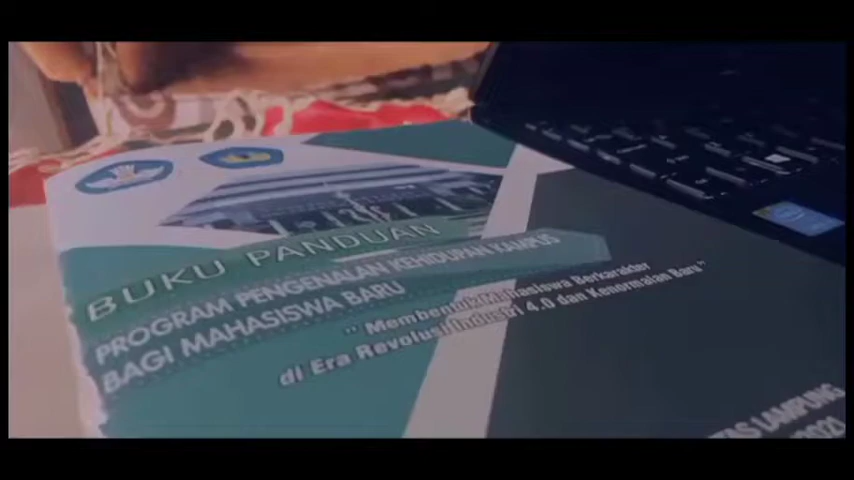 BUKU PANDUAN
PROGRAM PENGENALAN KEHIDUPAN KAMPUS
BAGI MAHASISWA BARU
"Membentuk Mahasiswa Berkarakter
di Era Revolusi Industri 4.0 dan Kenormalan Baru"
TAS LAMPUNG